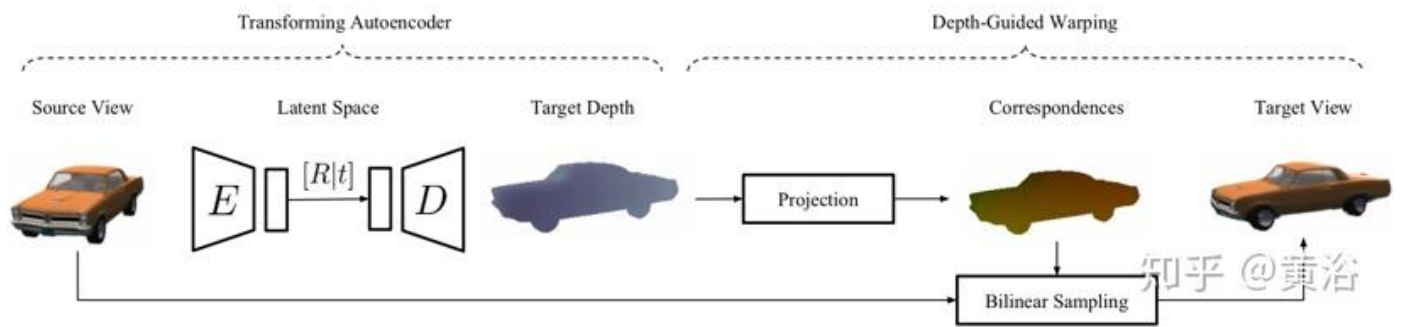 Transforming Autoencoder
Depth-Guided Warping
Source View
Latent Space
Target Depth
Correspondences
Target View
E
[R|t]
D
Projection
Bilinear Sampling
知乎 @黄浴